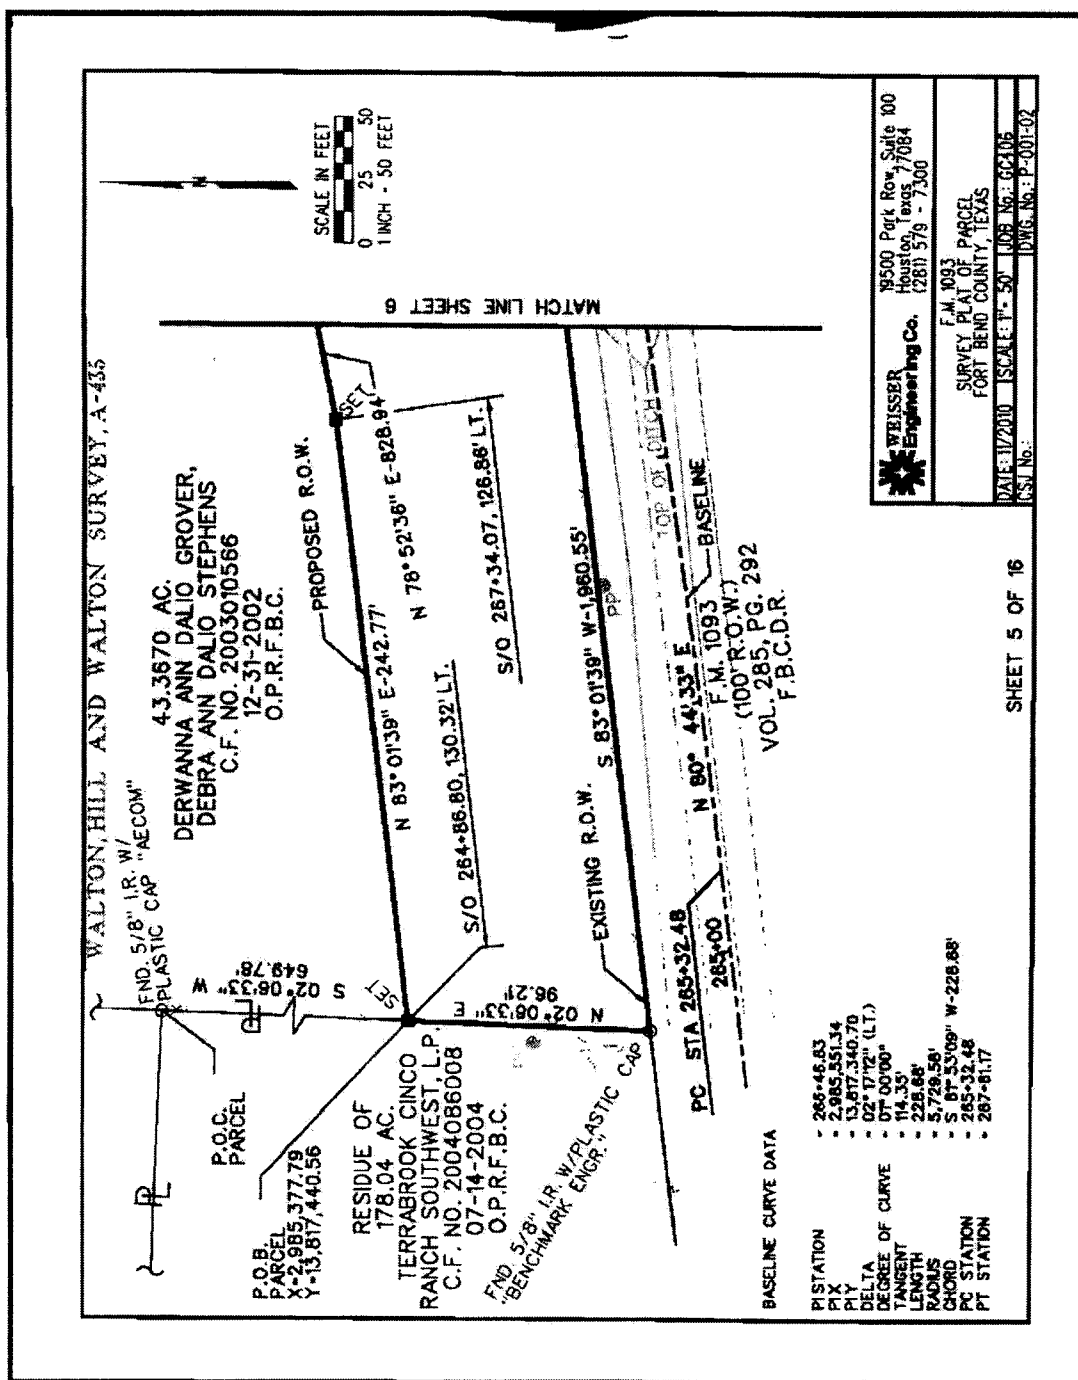 WALTON, HILL AND WALTON SURVEY, A-435
FND. 5/8" I.R. W/
PLASTIC CAP "AECOM"
43.3670 AC.
DERWANNA ANN DALIO GROVER,
DEBRA ANN DALIO STEPHENS
C.F. NO. 2003010566
12-31-2002
O.P.R.F.B.C.
N
SCALE IN FEET
0 25 50
1 INCH - 50 FEET
P.O.C.
PARCEL
S 02° 06'33" W
649.78'
SET
PROPOSED R.O.W.
N 83° 01'39" E-242.77'
SET
N 78° 52'36" E-828.94'
MATCH LINE SHEET 6
P.O.B.
PARCEL
X-2,985,377.79
Y-13,817,440.56
S/O 264+86.80, 130.32' LT.
S/O 267+34.07, 126.86' LT.
RESIDUE OF
178.04 AC.
TERRABROOK CINCO
RANCH SOUTHWEST, L.P.
C.F. NO. 2004086008
07-14-2004
O.P.R.F.B.C.
N 02° 06'33" E
96.21'
EXISTING R.O.W.
S 83° 01'39" W-1,960.55'
FND. 5/8" I.R. W/PLASTIC CAP
"BENCHMARK ENGR."
PP
TOP OF DITCH
PC STA 265+32.48
265+00
N 80° 44'33" E
BASELINE
F.M. 1093
(100' R.O.W.)
VOL. 285, PG. 292
F.B.C.D.R.
BASELINE CURVE DATA
PI STATION - 266+46.83
PI X - 2,985,551.34
PI Y - 13,817,340.70
DELTA - 02° 17'12" (LT.)
DEGREE OF CURVE - 01° 00'00"
TANGENT - 114.35'
LENGTH - 228.68'
RADIUS - 5,729.58'
CHORD - S 81° 53'09" W-228.68'
PC STATION - 265+32.48
PT STATION - 267+61.17
SHEET 5 OF 16
WEISSER
Engineering Co.
19500 Park Row, Suite 100
Houston, Texas 77084
(281) 579 - 7300
F.M. 1093
SURVEY PLAT OF PARCEL
FORT BEND COUNTY, TEXAS
DATE: 11/2010 SCALE: 1"- 50' JOB No.: GC406
CSJ No.: DWG. No.: P-001-02